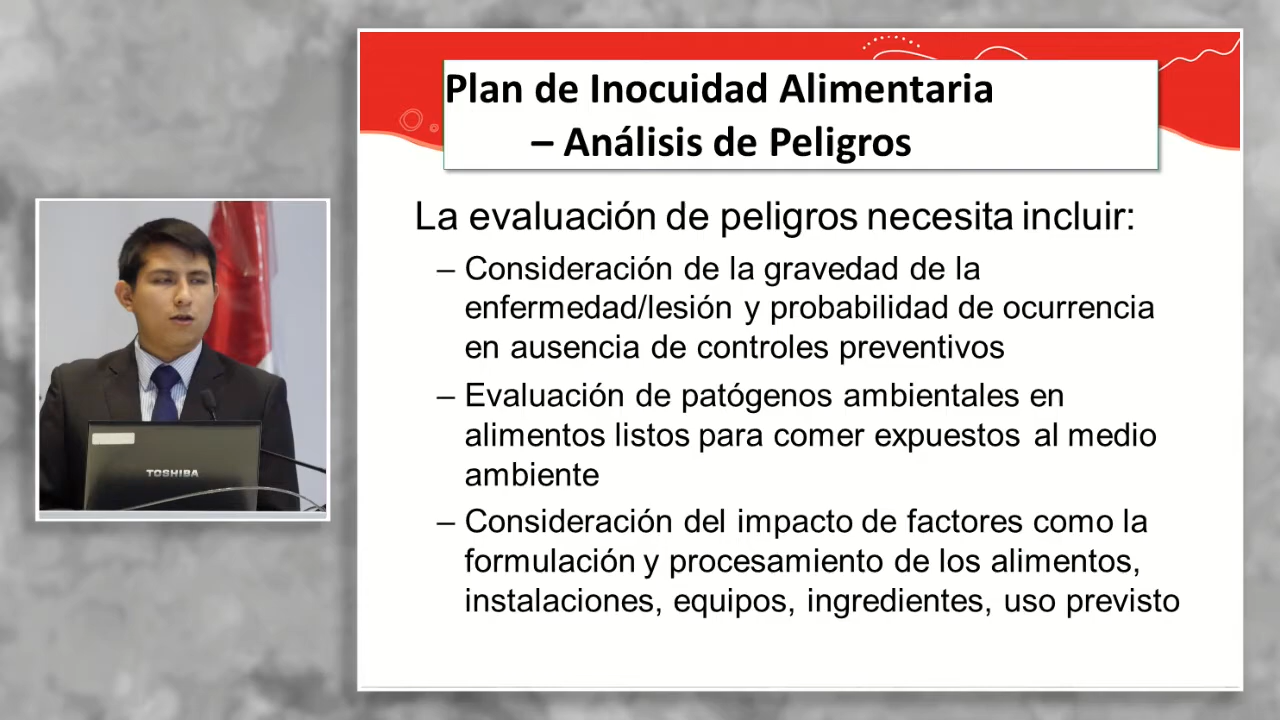 Plan de Inocuidad Alimentaria
– Análisis de Peligros
La evaluación de peligros necesita incluir:
– Consideración de la gravedad de la
enfermedad/lesión y probabilidad de ocurrencia
en ausencia de controles preventivos
– Evaluación de patógenos ambientales en
alimentos listos para comer expuestos al medio
ambiente
– Consideración del impacto de factores como la
formulación y procesamiento de los alimentos,
instalaciones, equipos, ingredientes, uso previsto
TOSHIBA